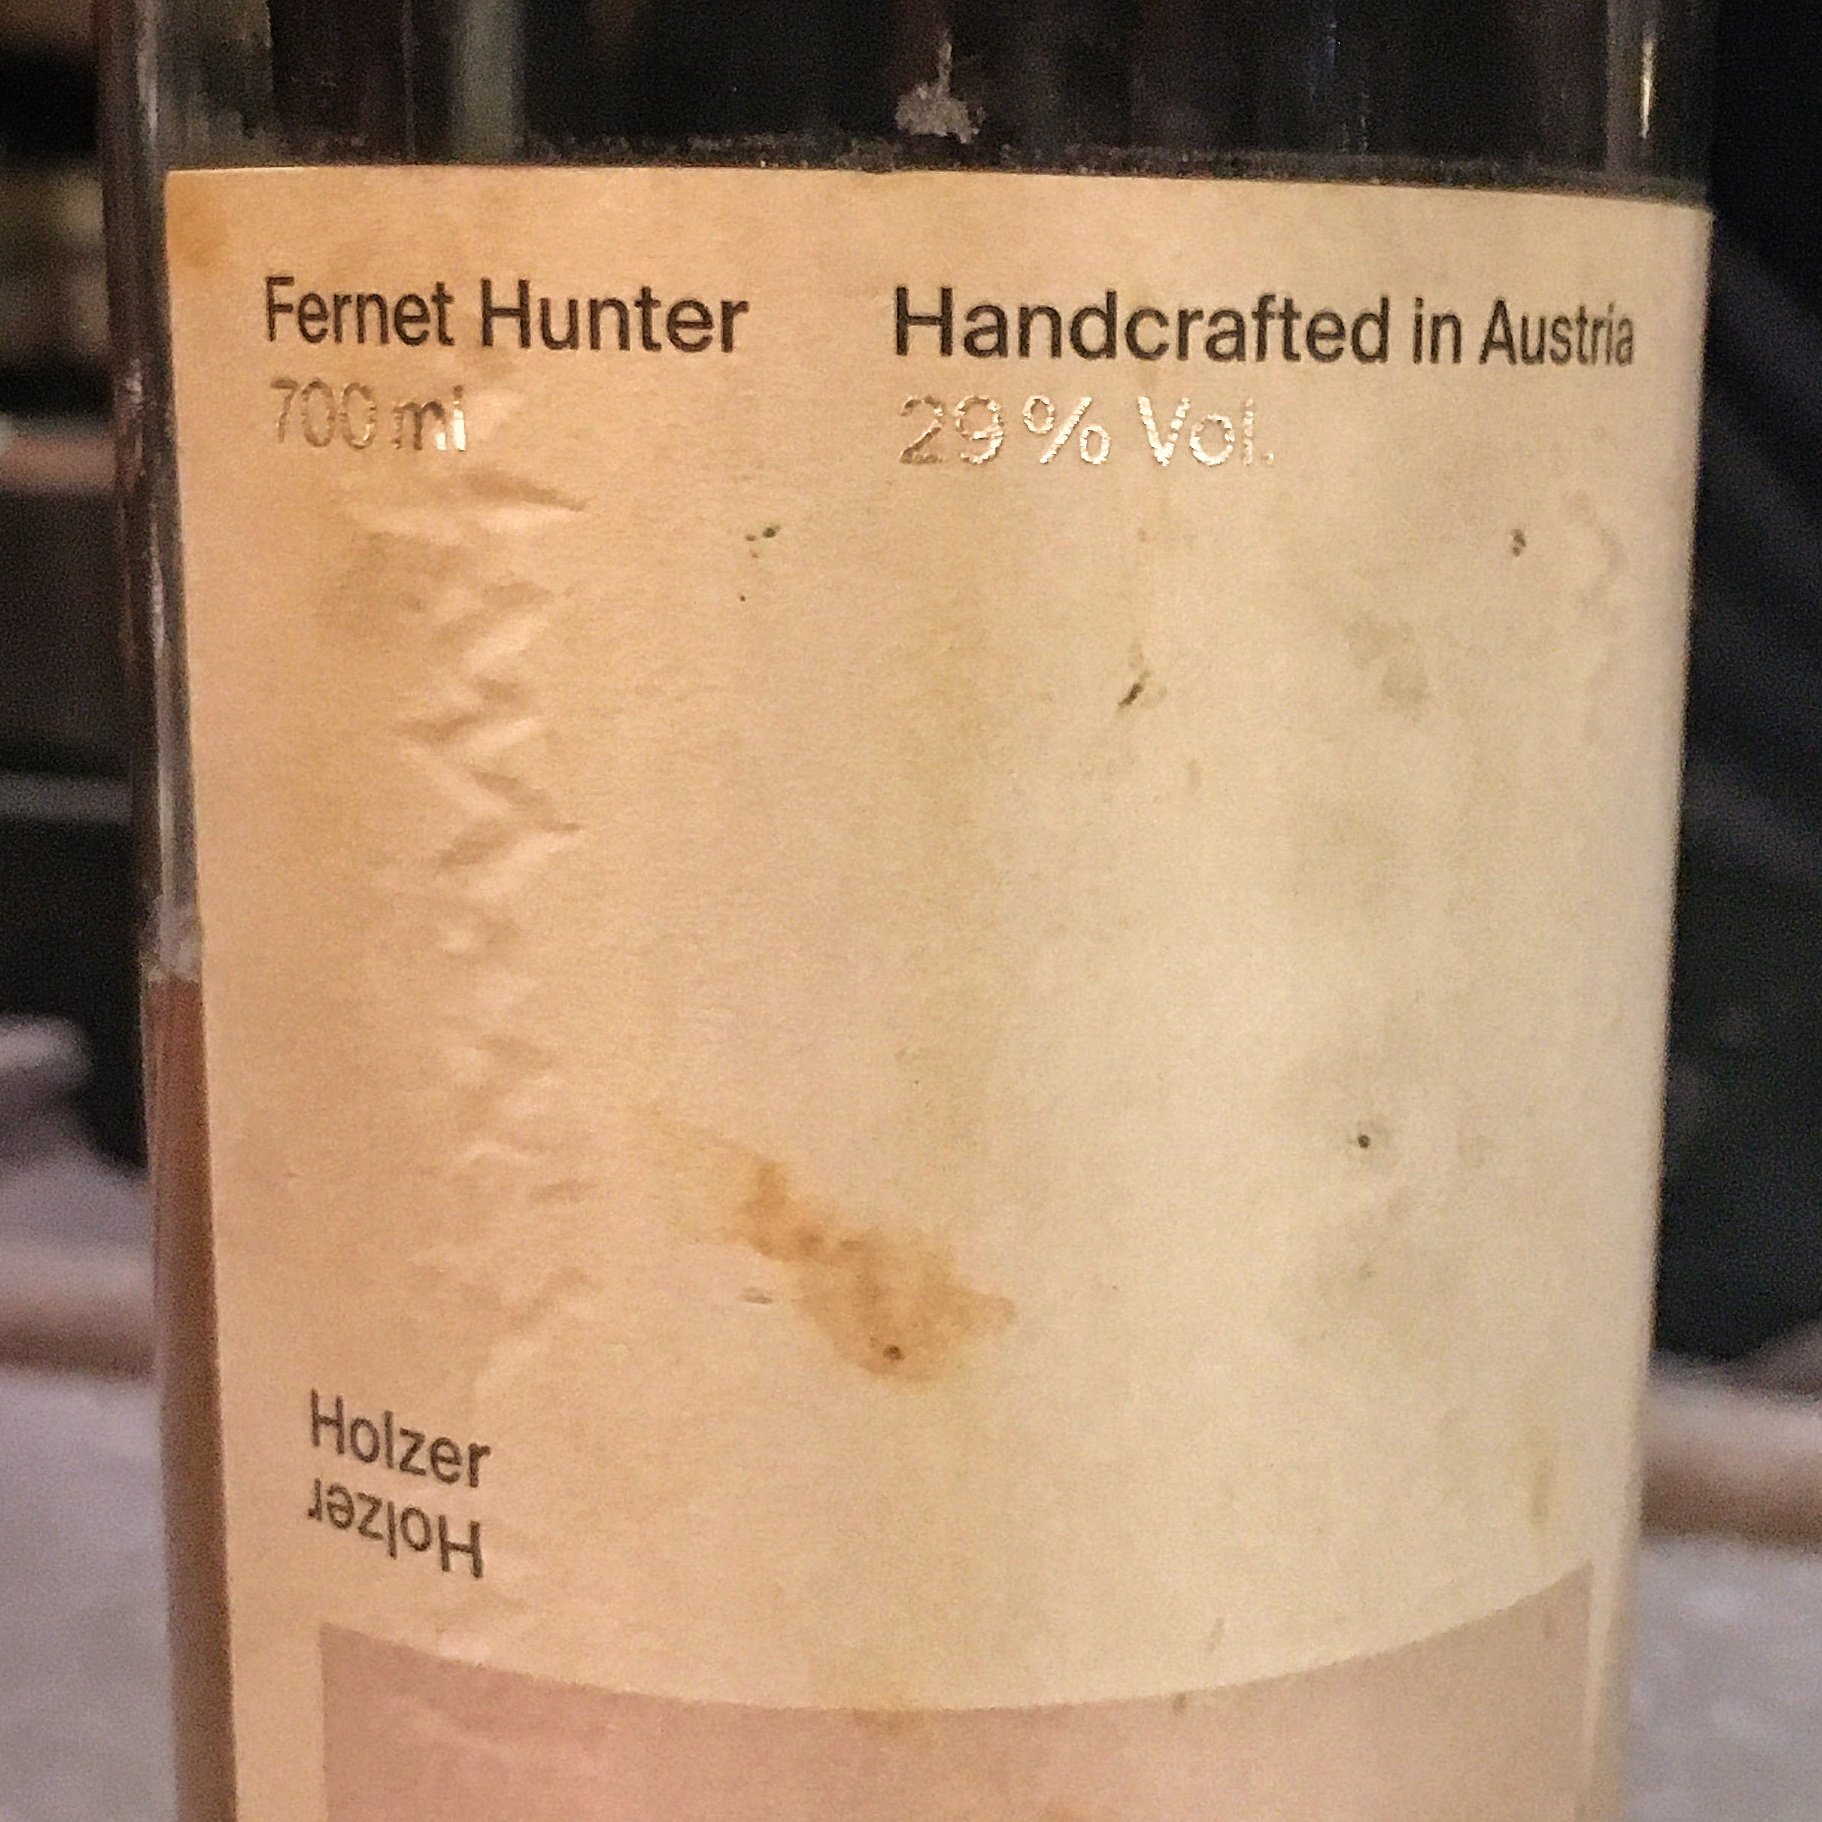 Fernet Hunter
700 ml
Handcrafted in Austria
29% Vol.
Holzer
Holzer